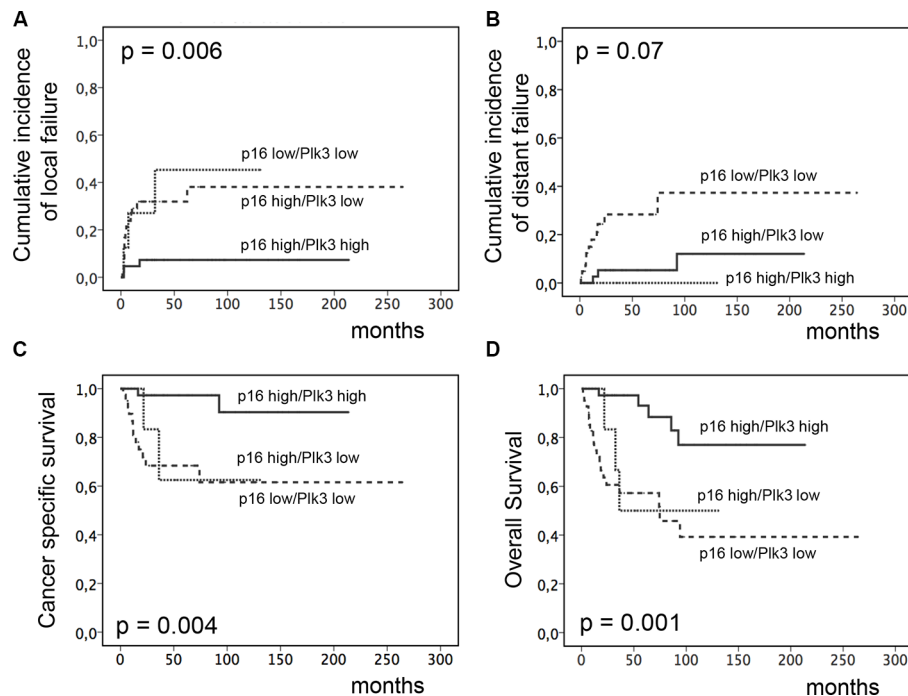 A
p = 0.006
Cumulative incidence
of local failure
1,0
0,8
0,6
0,4
0,2
0,0
p16 low/Plk3 low
p16 high/Plk3 low
p16 high/Plk3 high
0 50 100 150 200 250 300
months
B
p = 0.07
Cumulative incidence
of distant failure
1,0
0,8
0,6
0,4
0,2
0,0
p16 low/Plk3 low
p16 high/Plk3 low
p16 high/Plk3 high
0 50 100 150 200 250 300
months
C
Cancer specific survival
1,0
0,8
0,6
0,4
0,2
0,0
p16 high/Plk3 high
p16 high/Plk3 low
p16 low/Plk3 low
p = 0.004
0 50 100 150 200 250 300
months
D
Overall Survival
1,0
0,8
0,6
0,4
0,2
0,0
p16 high/Plk3 high
p16 high/Plk3 low
p16 low/Plk3 low
p = 0.001
0 50 100 150 200 250 300
months